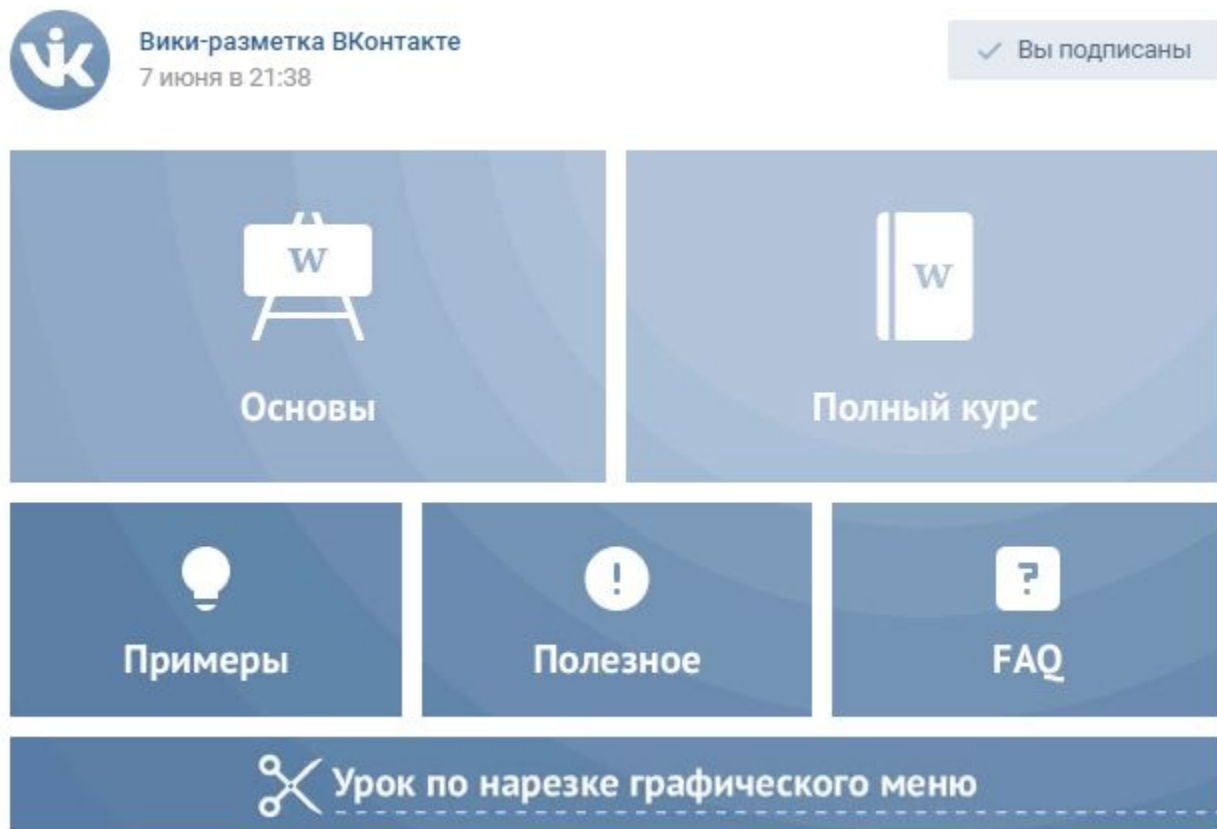 Вики-разметка ВКонтакте
7 июня в 21:38
Вы подписаны
W
W
Основы
Полный курс
!
?
Примеры
Полезное
FAQ
Урок по нарезке графического меню